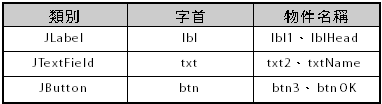 類別 字首 物件名稱
JLabel lbl lbl1、lblHead
JTextField txt txt2、txtName
JButton btn btn3、btnOK